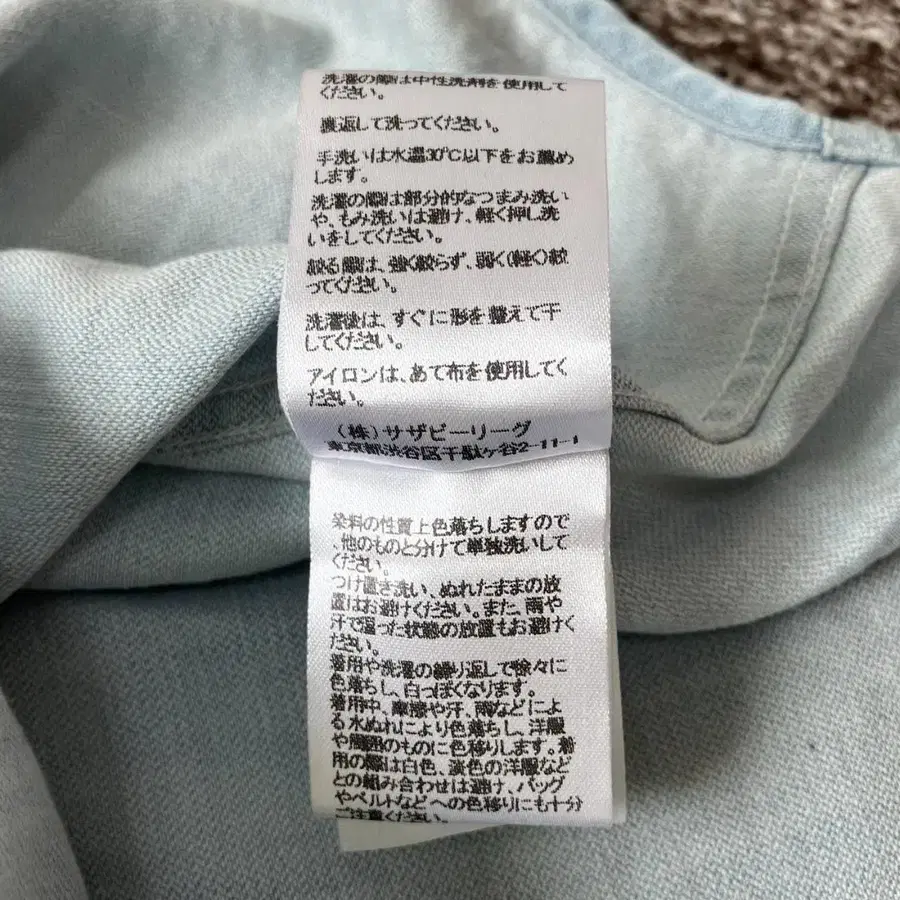 洗濯の際は中性洗剤を使用して
ください。
裏返して洗ってください。
手洗いは水温30℃以下をお薦め
します。
洗濯の際は部分的なつまみ洗い
や、もみ洗いは避け、軽く押し洗
いをしてください。
絞る際は、強く絞らず、弱く(軽く)絞
ってください。
洗濯後は、すぐに形を整えて干
してください。
アイロンは、あて布を使用してく
ださい。
（株）サザビーリーグ
東京都渋谷区千駄ヶ谷2-11-1
染料の性質上色落ちしますので
、他のものと分けて単独洗いして
ください。
つけ置き洗い、ぬれたままの放
置はお避けください。また、雨や
汗で湿った状態の放置もお避けく
ださい。
着用や洗濯の繰り返しで徐々に
色落ちし、白っぽくなります。
着用中、摩擦や汗、雨などによ
る水ぬれにより色落ちし、洋服
や周囲のものに色移りします。着
用の際は白色、淡色の洋服など
との組み合わせは避け、バッグ
やベルトなどへの色移りにも十分
ご注意ください。